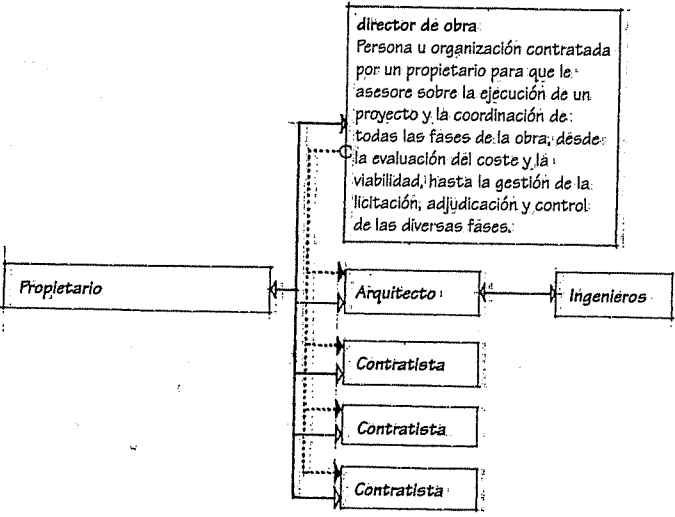 director de obra
Persona u organización contratada
por un propietario para que le
asesore sobre la ejecución de un
proyecto y la coordinación de
todas las fases de la obra, desde
la evaluación del coste y la
viabilidad, hasta la gestión de la
licitación, adjudicación y control
de las diversas fases.
Propietario
Arquitecto
Ingenieros
Contratista
Contratista
Contratista